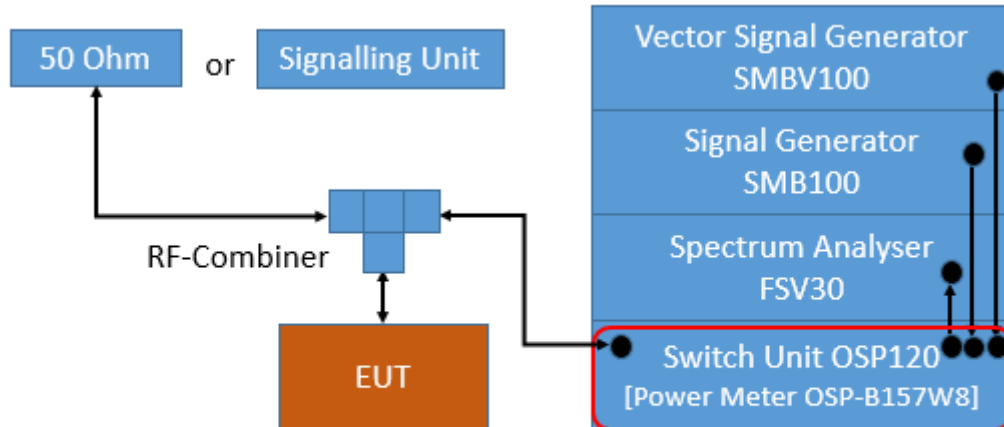 50 Ohm
or
Signalling Unit
RF-Combiner
EUT
Vector Signal Generator
SMBV100
Signal Generator
SMB100
Spectrum Analyser
FSV30
Switch Unit OSP120
[Power Meter OSP-B157W8]